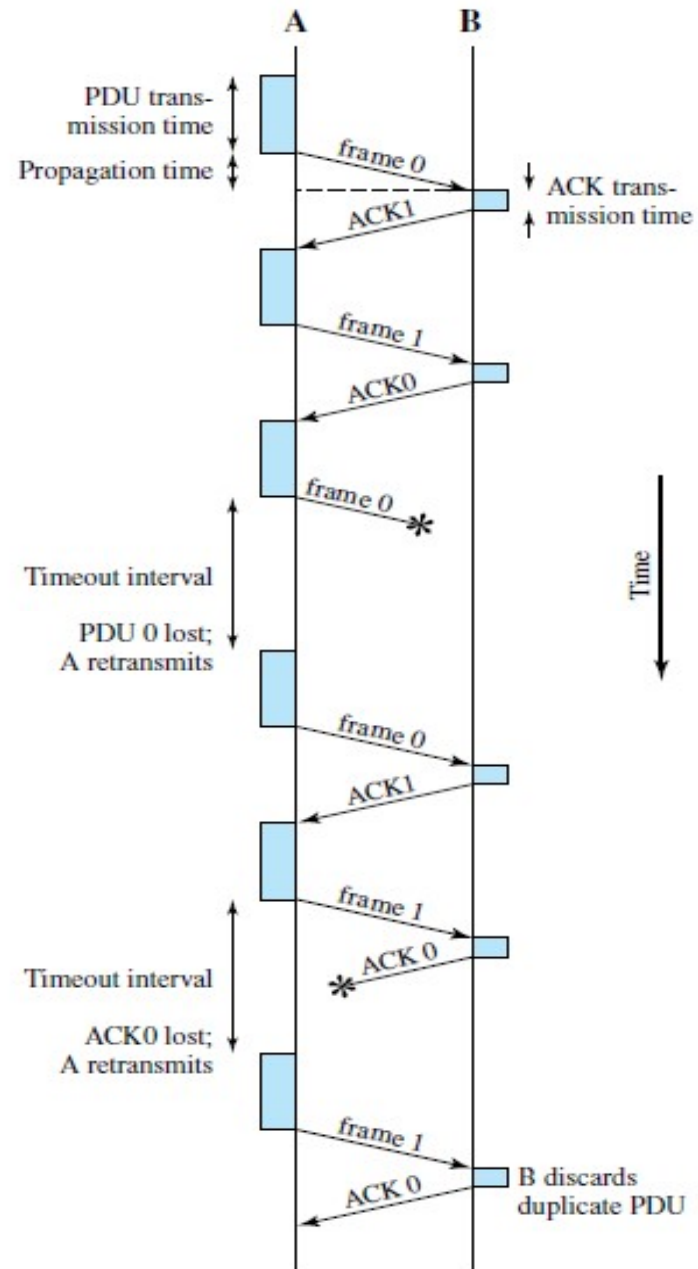 A
B
PDU trans-
mission time
frame 0
Propagation time
ACK trans-
mission time
ACK1
frame 1
ACK0
frame 0
Timeout interval
Time
PDU 0 lost;
A retransmits
frame 0
ACK1
frame 1
ACK 0
Timeout interval
ACK0 lost;
A retransmits
frame 1
B discards
duplicate PDU
ACK 0